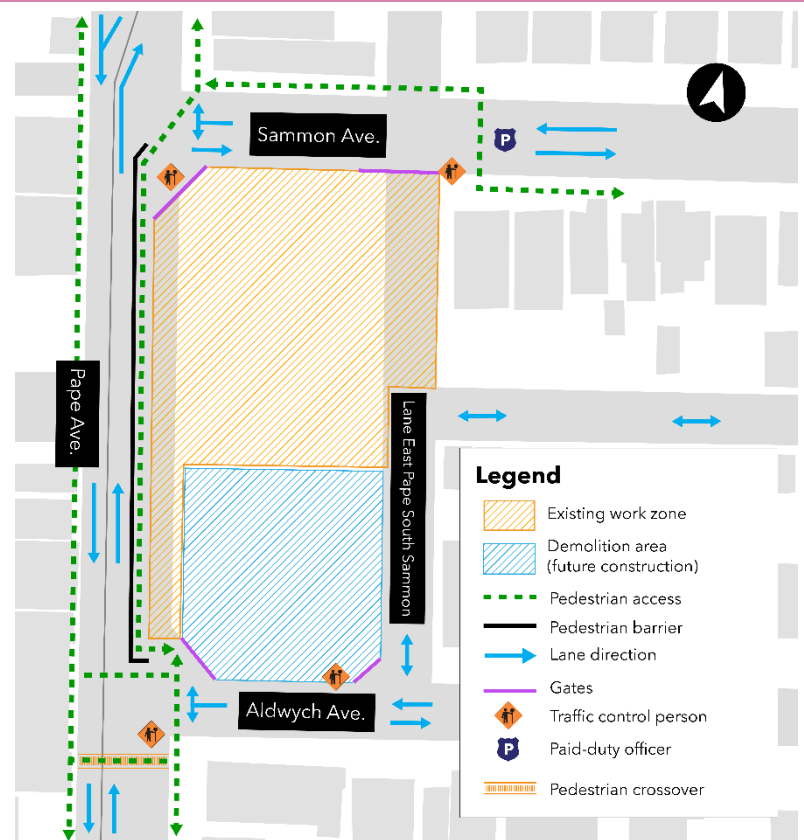 Sammon Ave.
P
Pape Ave.
Lane East Pape South Sammon
Aldwych Ave.
Legend
Existing work zone
Demolition area
(future construction)
Pedestrian access
Pedestrian barrier
Lane direction
Gates
Traffic control person
P
Paid-duty officer
Pedestrian crossover